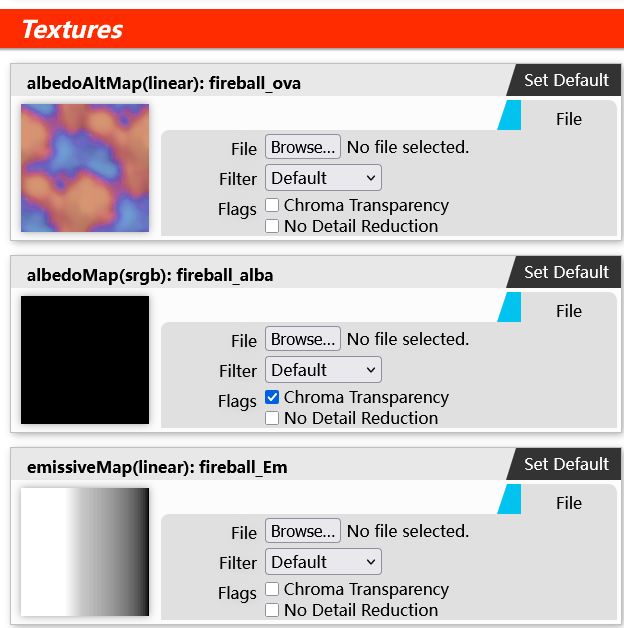 Textures
albedoAltMap(linear): fireball_ova
Set Default
File
File Browse... No file selected.
Filter Default
Flags Chroma Transparency
No Detail Reduction
albedoMap(srgb): fireball_alba
Set Default
File
File Browse... No file selected.
Filter Default
Flags Chroma Transparency
No Detail Reduction
emissiveMap(linear): fireball_Em
Set Default
File
File Browse... No file selected.
Filter Default
Flags Chroma Transparency
No Detail Reduction